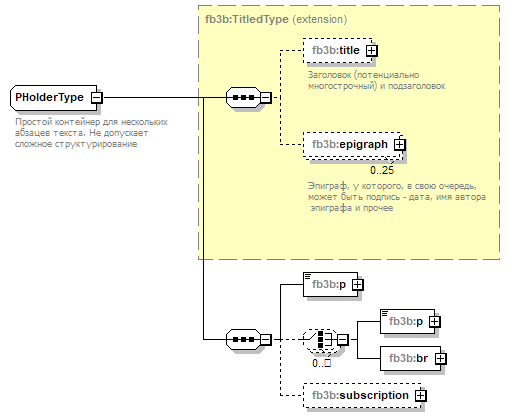 fb3b:TitledType (extension)
fb3b:title
Заголовок (потенциально
многострочный) и подзаголовок
PHolderType
Простой контейнер для нескольких
абзацев текста. Не допускает
сложное структурирование
fb3b:epigraph
0..25
Эпиграф, у которого, в свою очередь,
может быть подпись - дата, имя автора
эпиграфа и прочее
fb3b:p
0..
fb3b:p
fb3b:br
fb3b:subscription